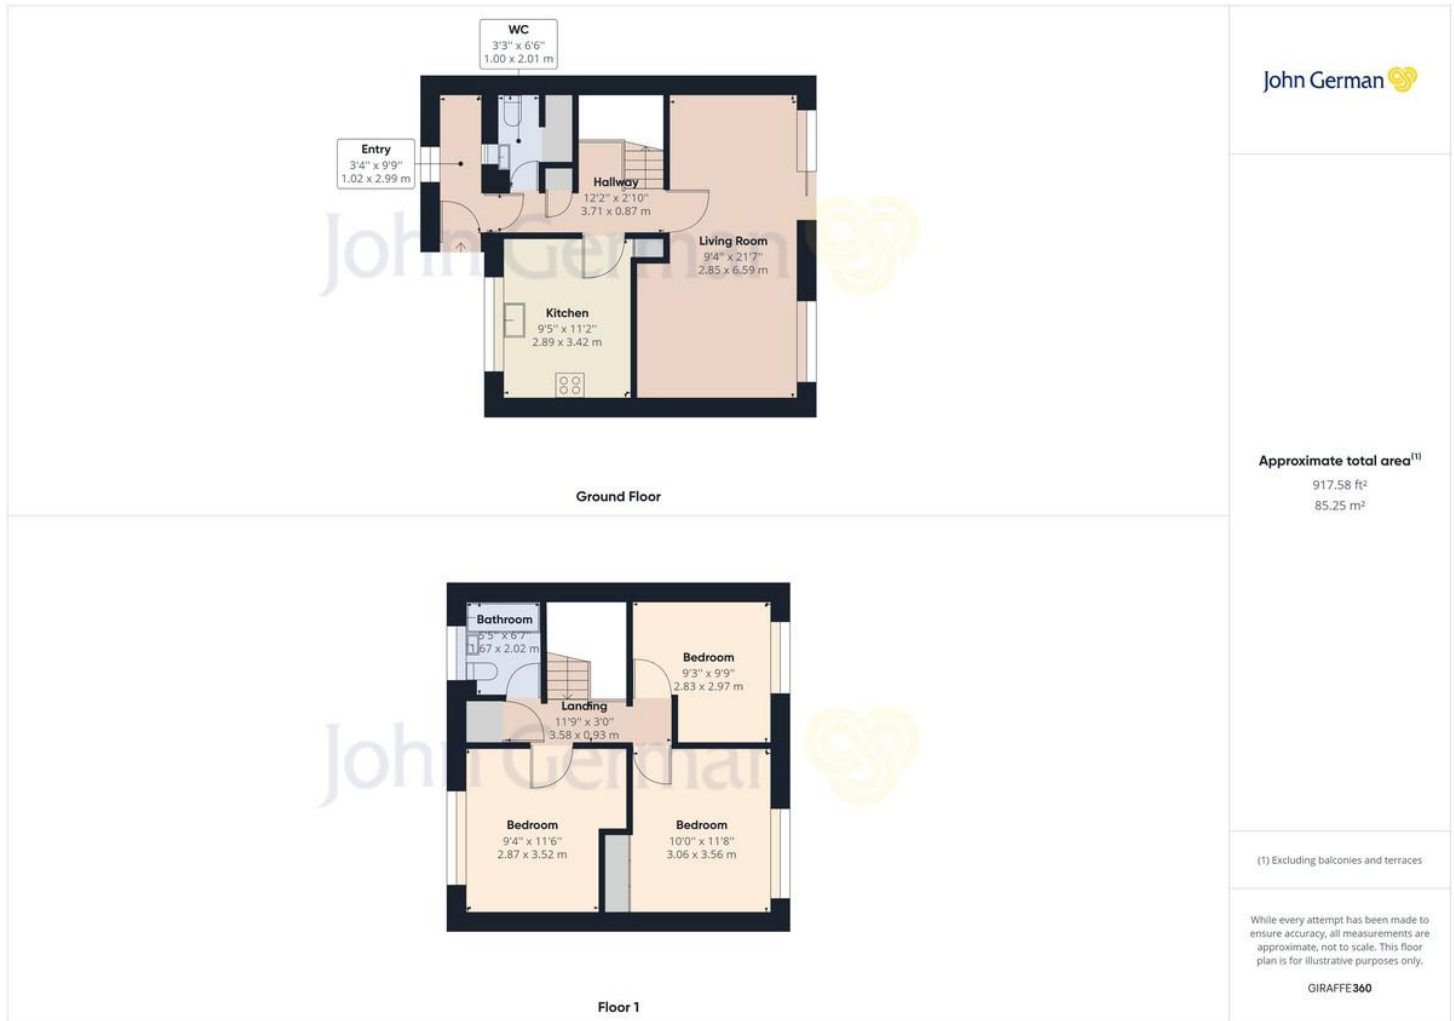 WC
3'3" x 6'6"
1.00 x 2.01 m
Entry
3'4" x 9'9"
1.02 x 2.99 m
Hallway
12'2" x 2'10"
3.71 x 0.87 m
Living Room
9'4" x 21'7"
2.85 x 6.59 m
Kitchen
9'5" x 11'2"
2.89 x 3.42 m
John German
Ground Floor
Bathroom
5'5" x 6'7"
1.67 x 2.02 m
Bedroom
9'3" x 9'9"
2.83 x 2.97 m
Landing
11'9" x 3'0"
3.58 x 0.93 m
Bedroom
9'4" x 11'6"
2.87 x 3.52 m
Bedroom
10'0" x 11'8"
3.06 x 3.56 m
John German
Floor 1
John German
Approximate total area(1)
917.58 ft²
85.25 m²
(1) Excluding balconies and terraces
While every attempt has been made to
ensure accuracy, all measurements are
approximate, not to scale. This floor
plan is for illustrative purposes only.
GIRAFFE360